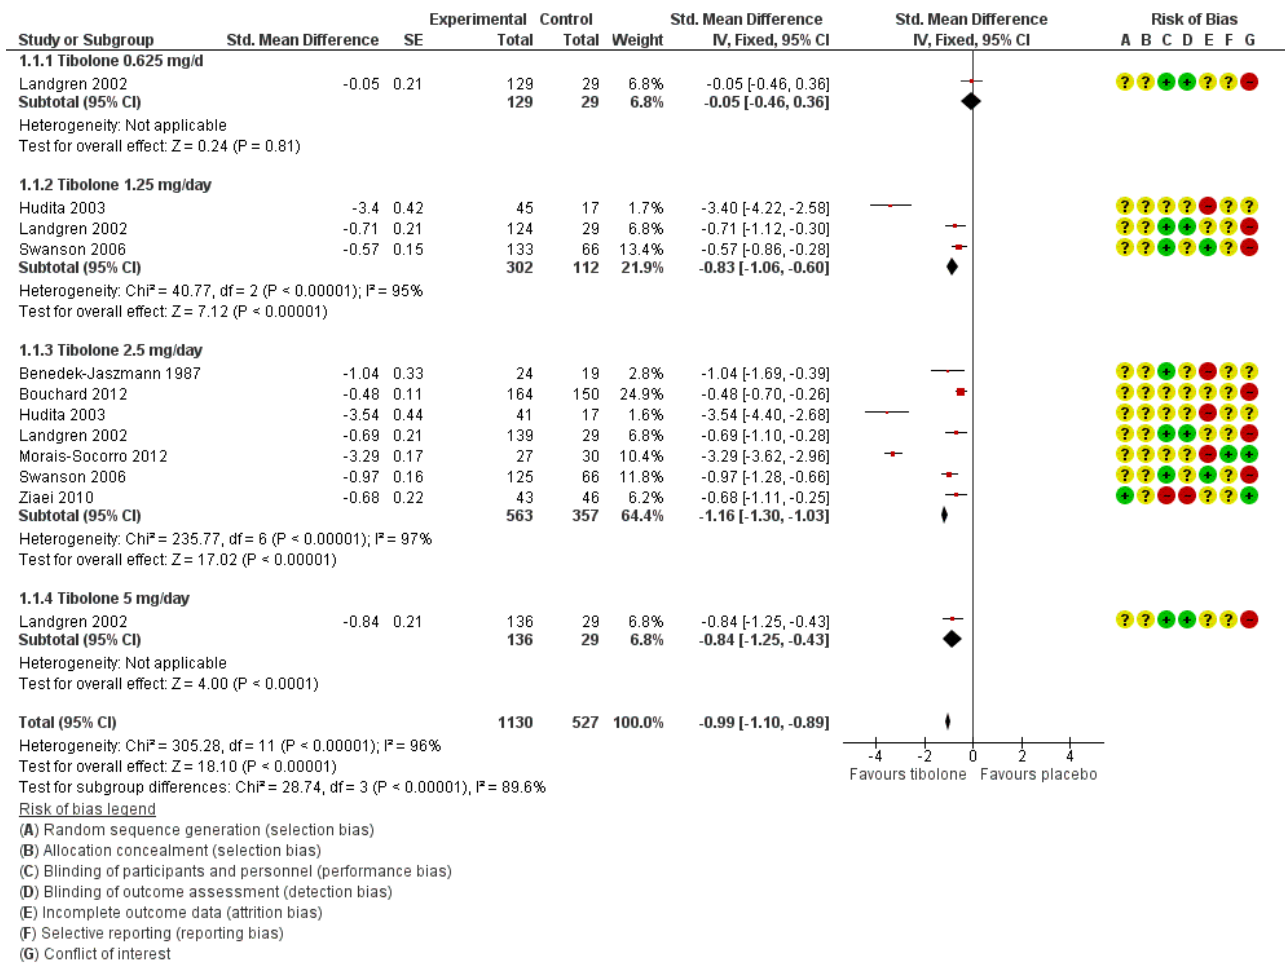 Experimental Control Std. Mean Difference Std. Mean Difference Risk of Bias
Study or Subgroup Std. Mean Difference SE Total Total Weight IV, Fixed, 95% CI IV, Fixed, 95% CI A B C D E F G
1.1.1 Tibolone 0.625 mg/d
Landgren 2002 -0.05 0.21 129 29 6.8% -0.05 [-0.46, 0.36] ? ? + + ? ? -
Subtotal (95% CI) 129 29 6.8% -0.05 [-0.46, 0.36]
Heterogeneity: Not applicable
Test for overall effect: Z = 0.24 (P = 0.81)
1.1.2 Tibolone 1.25 mg/day
Hudita 2003 -3.4 0.42 45 17 1.7% -3.40 [-4.22, -2.58] ? ? ? ? - ? ?
Landgren 2002 -0.71 0.21 124 29 6.8% -0.71 [-1.12, -0.30] ? ? + + ? ? -
Swanson 2006 -0.57 0.15 133 66 13.4% -0.57 [-0.86, -0.28] ? ? + ? + ? -
Subtotal (95% CI) 302 112 21.9% -0.83 [-1.06, -0.60]
Heterogeneity: Chi² = 40.77, df = 2 (P < 0.00001); I² = 95%
Test for overall effect: Z = 7.12 (P < 0.00001)
1.1.3 Tibolone 2.5 mg/day
Benedek-Jaszmann 1987 -1.04 0.33 24 19 2.8% -1.04 [-1.69, -0.39] ? ? + ? - ? ?
Bouchard 2012 -0.48 0.11 164 150 24.9% -0.48 [-0.70, -0.26] ? ? ? ? ? ? -
Hudita 2003 -3.54 0.44 41 17 1.6% -3.54 [-4.40, -2.68] ? ? ? ? - ? ?
Landgren 2002 -0.69 0.21 139 29 6.8% -0.69 [-1.10, -0.28] ? ? + + ? ? -
Morais-Socorro 2012 -3.29 0.17 27 30 10.4% -3.29 [-3.62, -2.96] ? ? ? ? - + +
Swanson 2006 -0.97 0.16 125 66 11.8% -0.97 [-1.28, -0.66] ? ? + ? + ? -
Ziaei 2010 -0.68 0.22 43 46 6.2% -0.68 [-1.11, -0.25] + ? - - ? ? +
Subtotal (95% CI) 563 357 64.4% -1.16 [-1.30, -1.03]
Heterogeneity: Chi² = 235.77, df = 6 (P < 0.00001); I² = 97%
Test for overall effect: Z = 17.02 (P < 0.00001)
1.1.4 Tibolone 5 mg/day
Landgren 2002 -0.84 0.21 136 29 6.8% -0.84 [-1.25, -0.43] ? ? + + ? ? -
Subtotal (95% CI) 136 29 6.8% -0.84 [-1.25, -0.43]
Heterogeneity: Not applicable
Test for overall effect: Z = 4.00 (P < 0.0001)
Total (95% CI) 1130 527 100.0% -0.99 [-1.10, -0.89]
Heterogeneity: Chi² = 305.28, df = 11 (P < 0.00001); I² = 96%
-4 -2 0 2 4
Test for overall effect: Z = 18.10 (P < 0.00001)
Favours tibolone Favours placebo
Test for subgroup differences: Chi² = 28.74, df = 3 (P < 0.00001), I² = 89.6%
Risk of bias legend
(A) Random sequence generation (selection bias)
(B) Allocation concealment (selection bias)
(C) Blinding of participants and personnel (performance bias)
(D) Blinding of outcome assessment (detection bias)
(E) Incomplete outcome data (attrition bias)
(F) Selective reporting (reporting bias)
(G) Conflict of interest